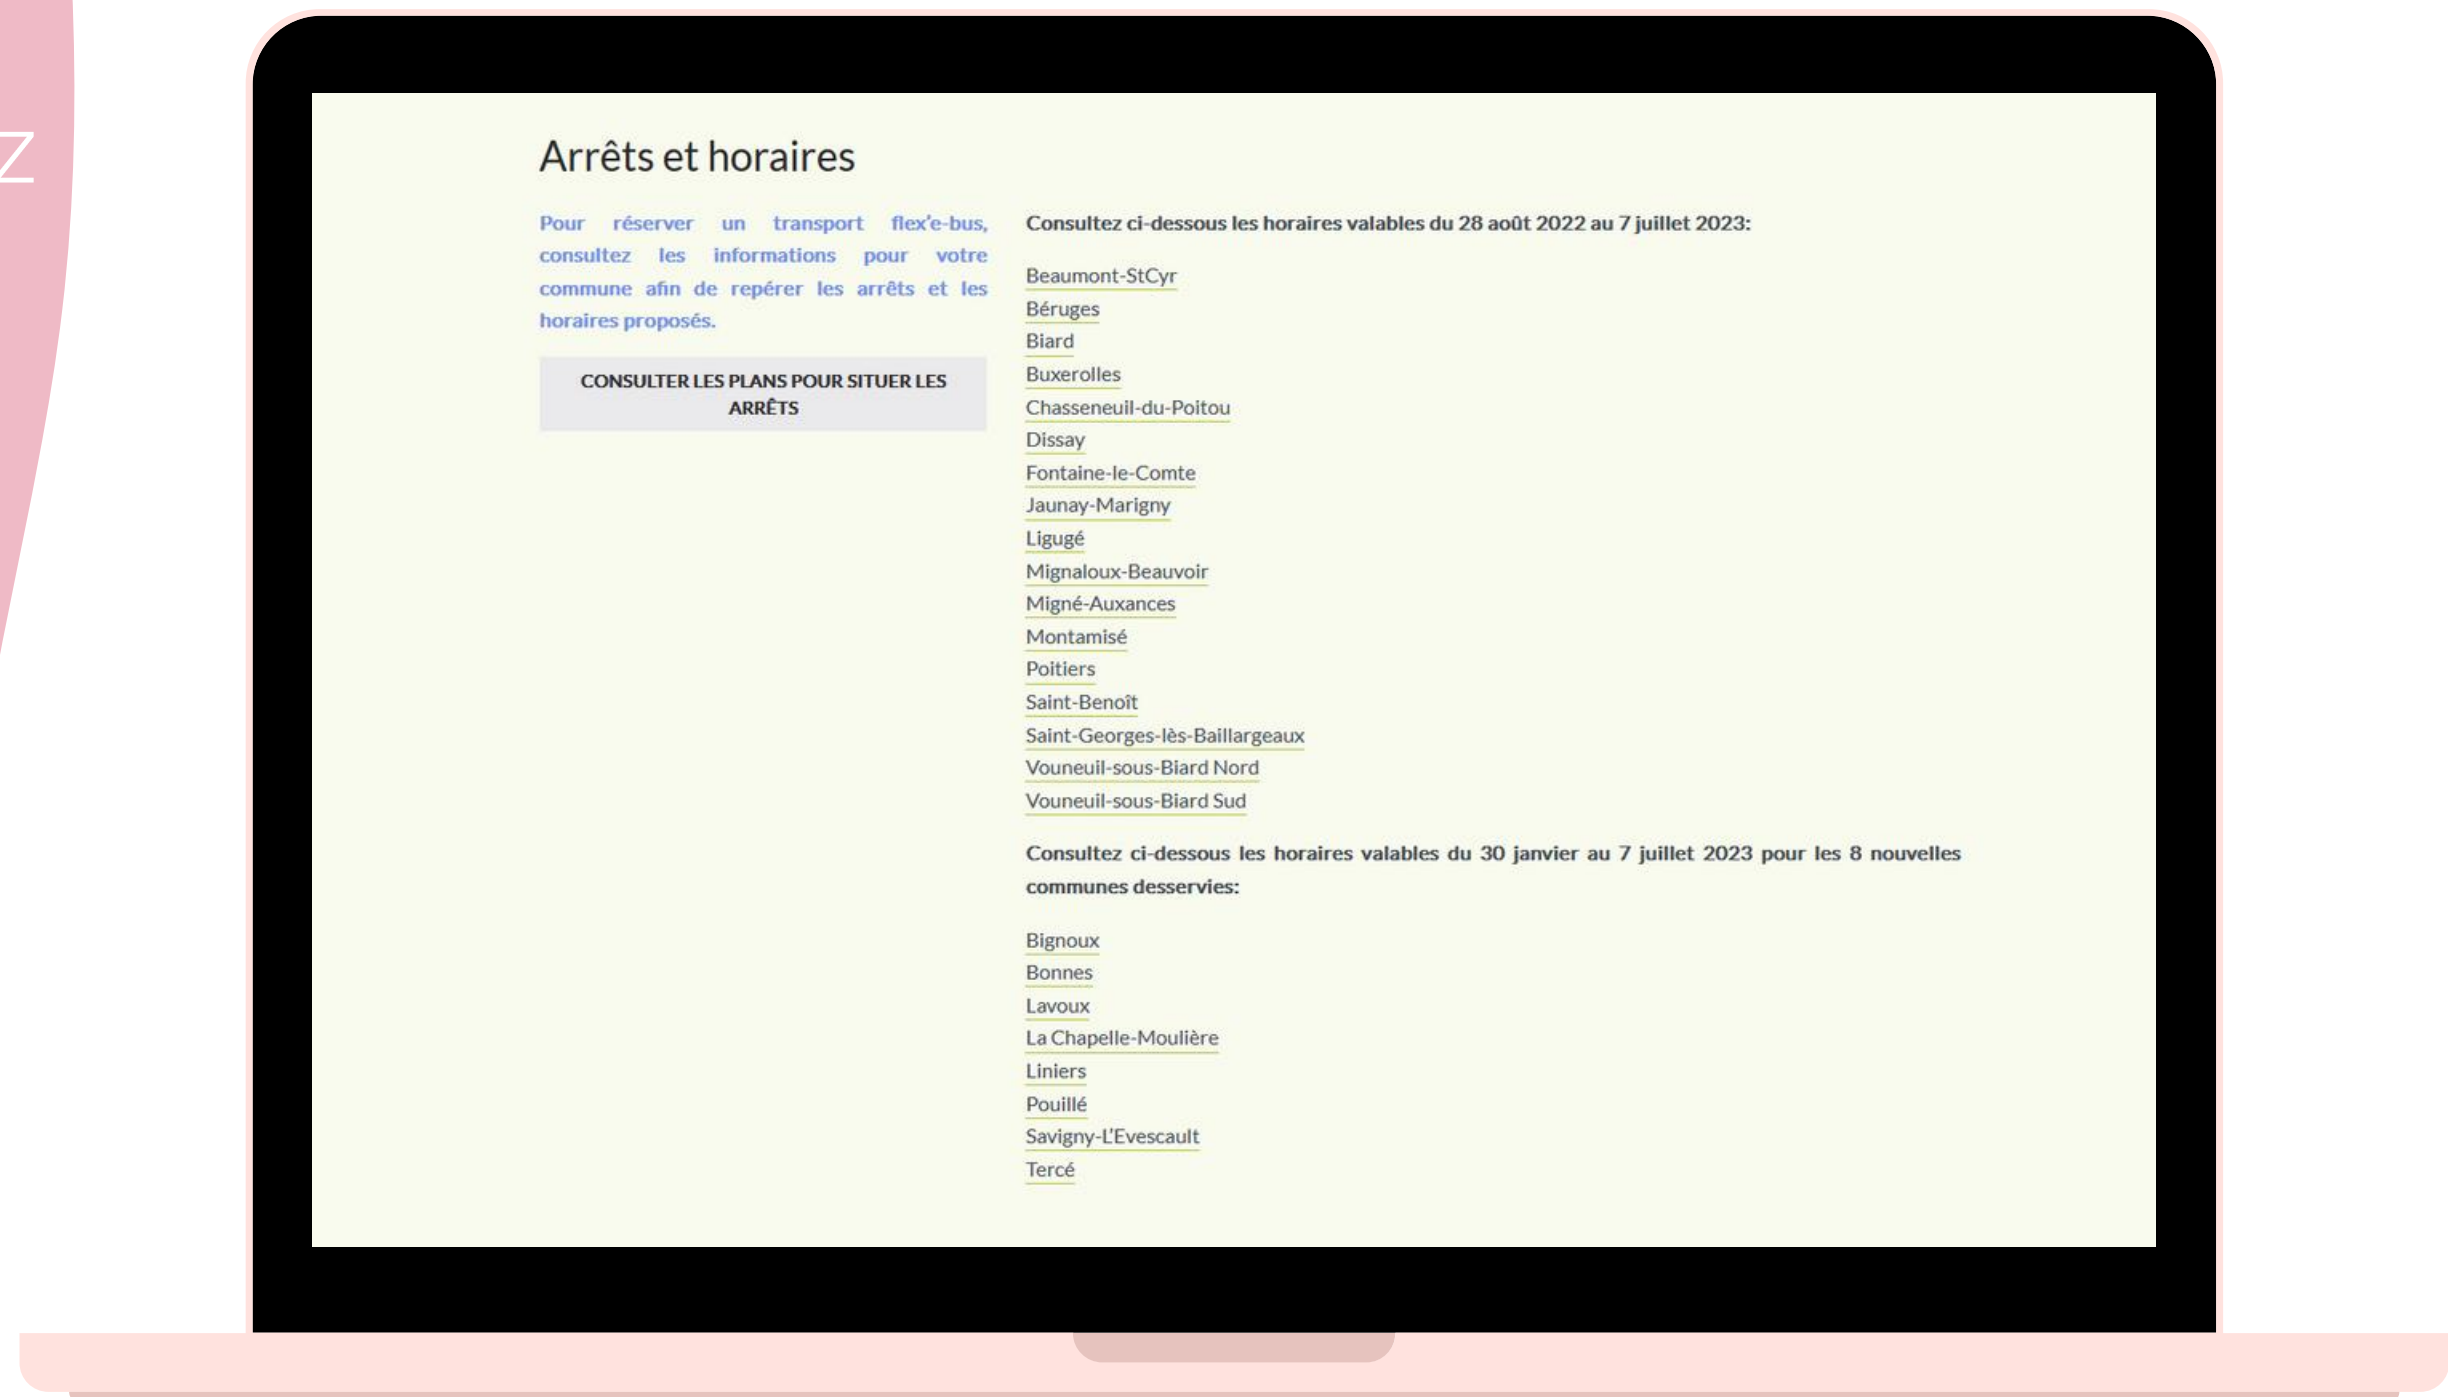 Z
Arrêts et horaires
Pour réserver un transport flex'e-bus,
consultez les informations pour votre
commune afin de repérer les arrêts et les
horaires proposés.
CONSULTER LES PLANS POUR SITUER LES
ARRÊTS
Consultez ci-dessous les horaires valables du 28 août 2022 au 7 juillet 2023:
Beaumont-StCyr
Béruges
Biard
Buxerolles
Chasseneuil-du-Poitou
Dissay
Fontaine-le-Comte
Jaunay-Marigny
Ligugé
Mignaloux-Beauvoir
Migné-Auxances
Montamisé
Poitiers
Saint-Benoît
Saint-Georges-lès-Baillargeaux
Vouneuil-sous-Biard Nord
Vouneuil-sous-Biard Sud
Consultez ci-dessous les horaires valables du 30 janvier au 7 juillet 2023 pour les 8 nouvelles
communes desservies:
Bignoux
Bonnes
Lavoux
La Chapelle-Moulière
Liniers
Pouillé
Savigny-L'Evescault
Tercé